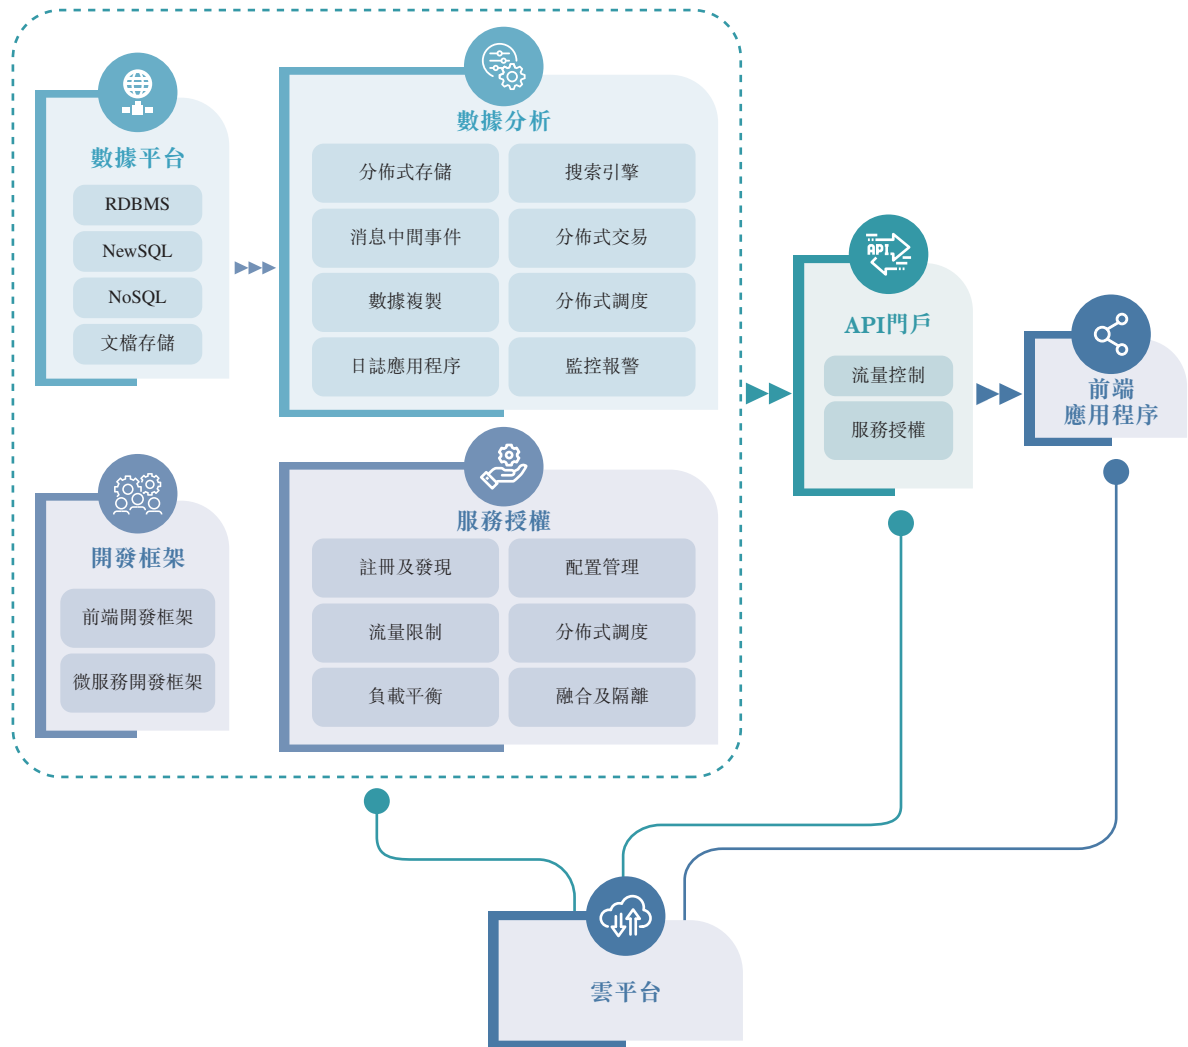 數據平台
RDBMS
NewSQL
NoSQL
文檔存儲
數據分析
分佈式存儲
搜索引擎
消息中間事件
分佈式交易
數據複製
分佈式調度
日誌應用程序
監控報警
開發框架
前端開發框架
微服務開發框架
服務授權
註冊及發現
配置管理
流量限制
分佈式調度
負載平衡
融合及隔離
API
API門戶
流量控制
服務授權
前端
應用程序
雲平台